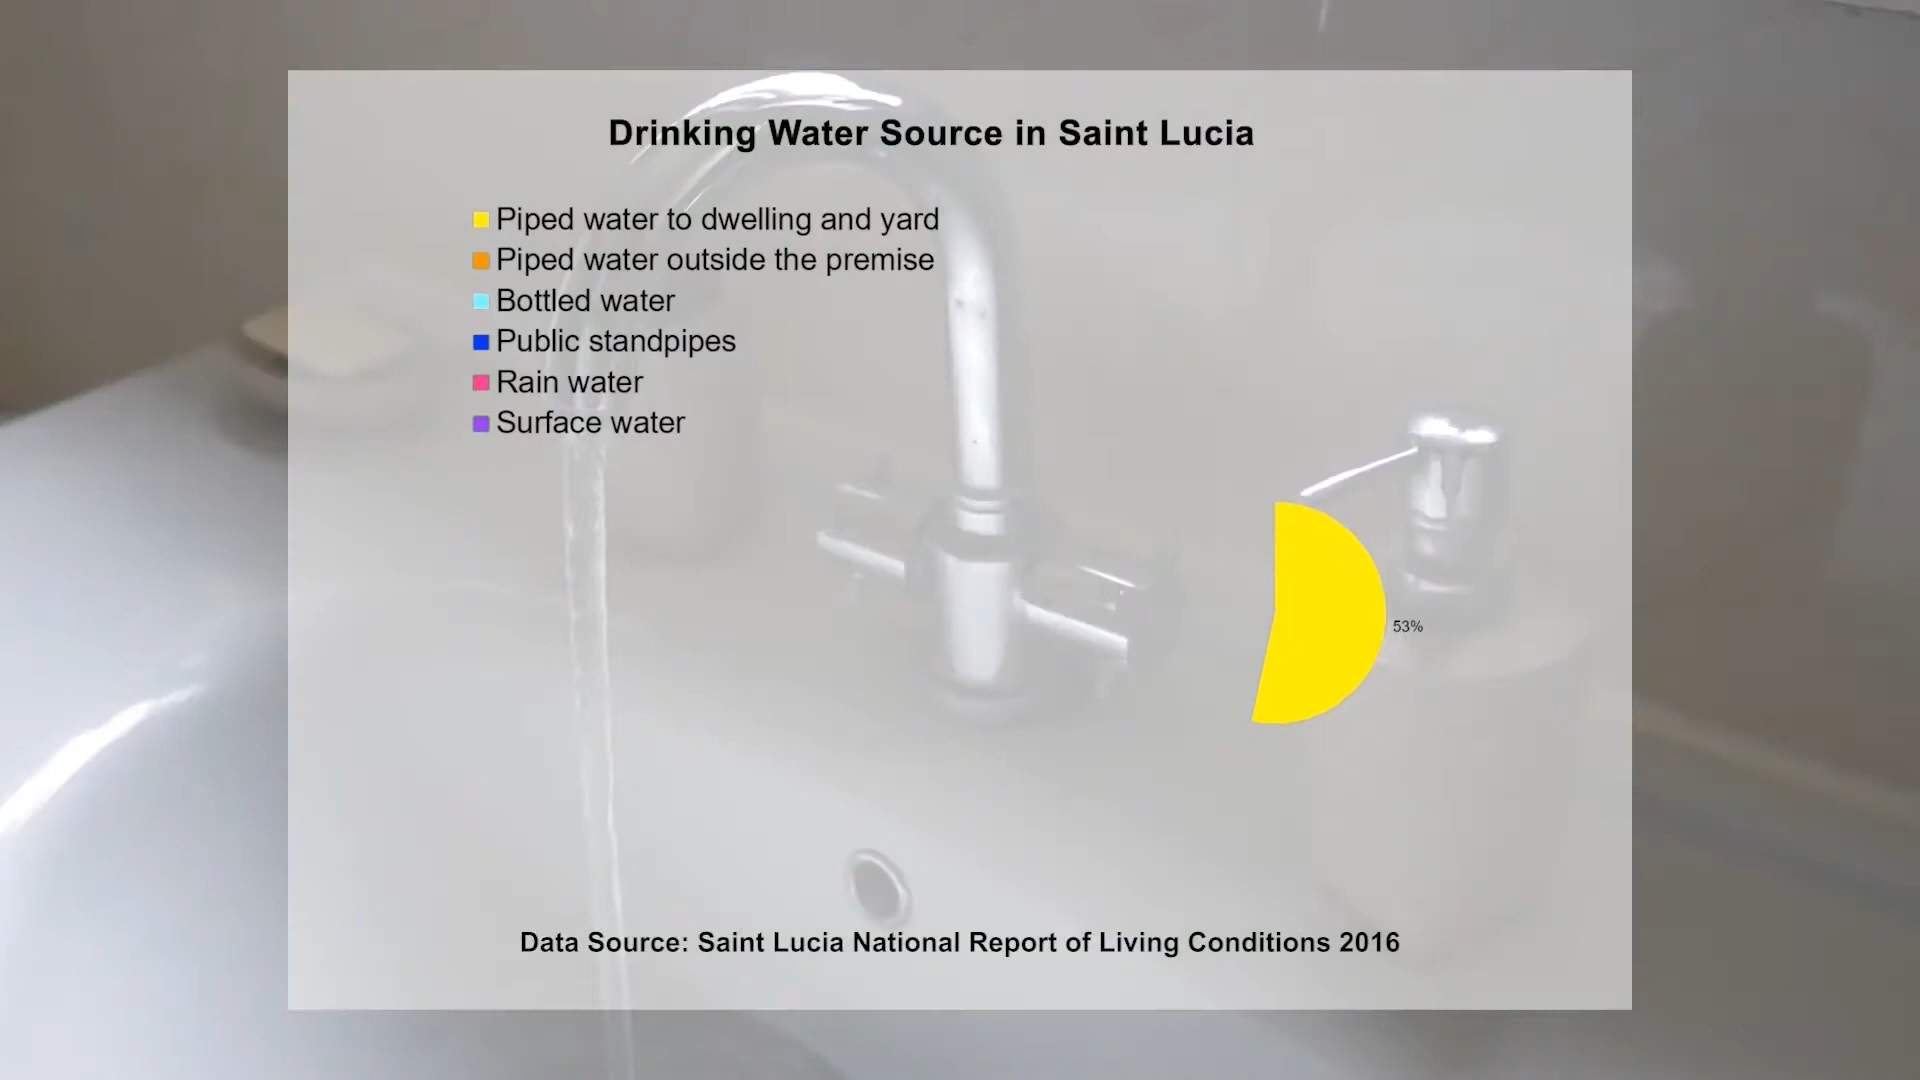 Drinking Water Source in Saint Lucia
Piped water to dwelling and yard
Piped water outside the premise
Bottled water
Public standpipes
Rain water
Surface water
53%
Data Source: Saint Lucia National Report of Living Conditions 2016